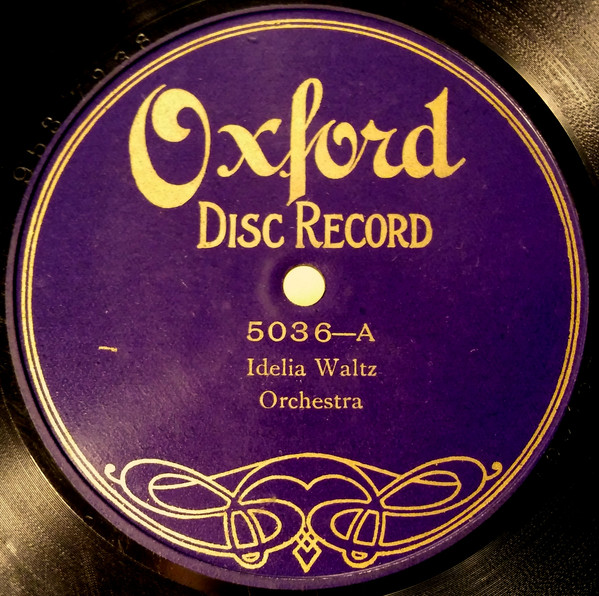 Oxford
DISC RECORD
5036—A
Idelia Waltz
Orchestra